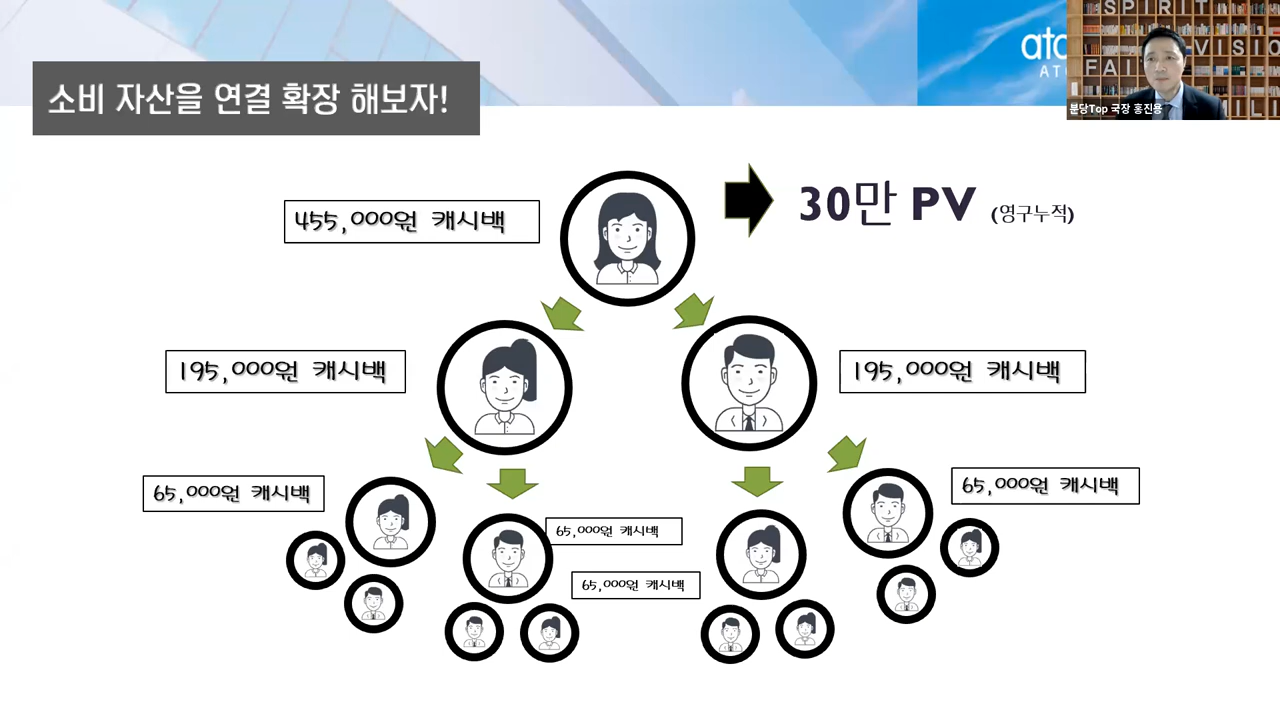 소비 자산을 연결 확장 해보자!
SPIRIT
VISIO
FAI
분당Top 국장 홍진용
455,000원 캐시백
30만 PV (영구누적)
195,000원 캐시백
195,000원 캐시백
65,000원 캐시백
65,000원 캐시백
65,000원 캐시백
65,000원 캐시백